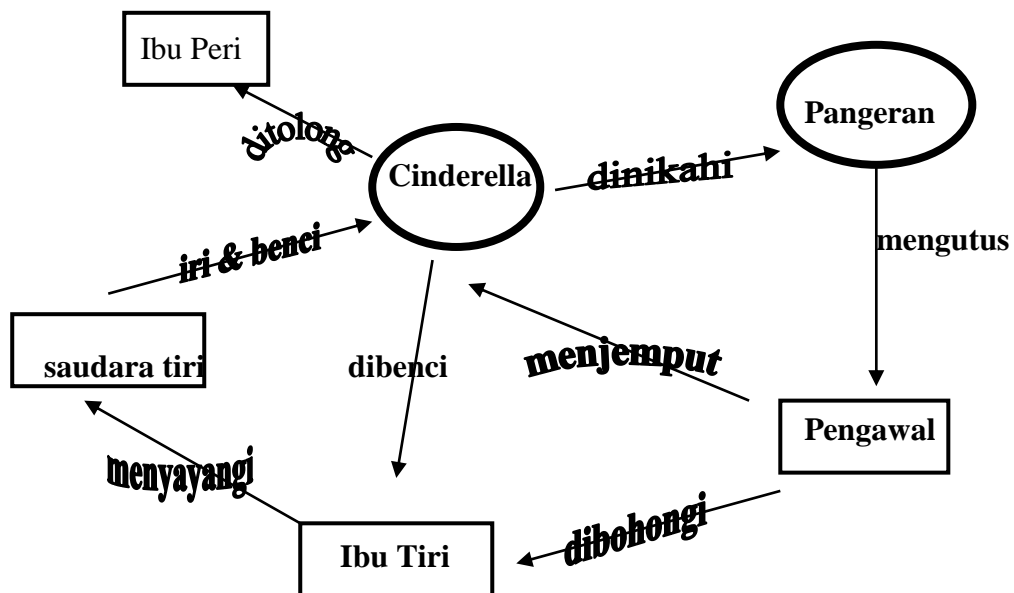 Ibu Peri
Pangeran
ditolong
Cinderella
dinikahi
iri & benci
mengutus
saudara tiri
dibenci
menjemput
Pengawal
menyayangi
dibohongi
Ibu Tiri